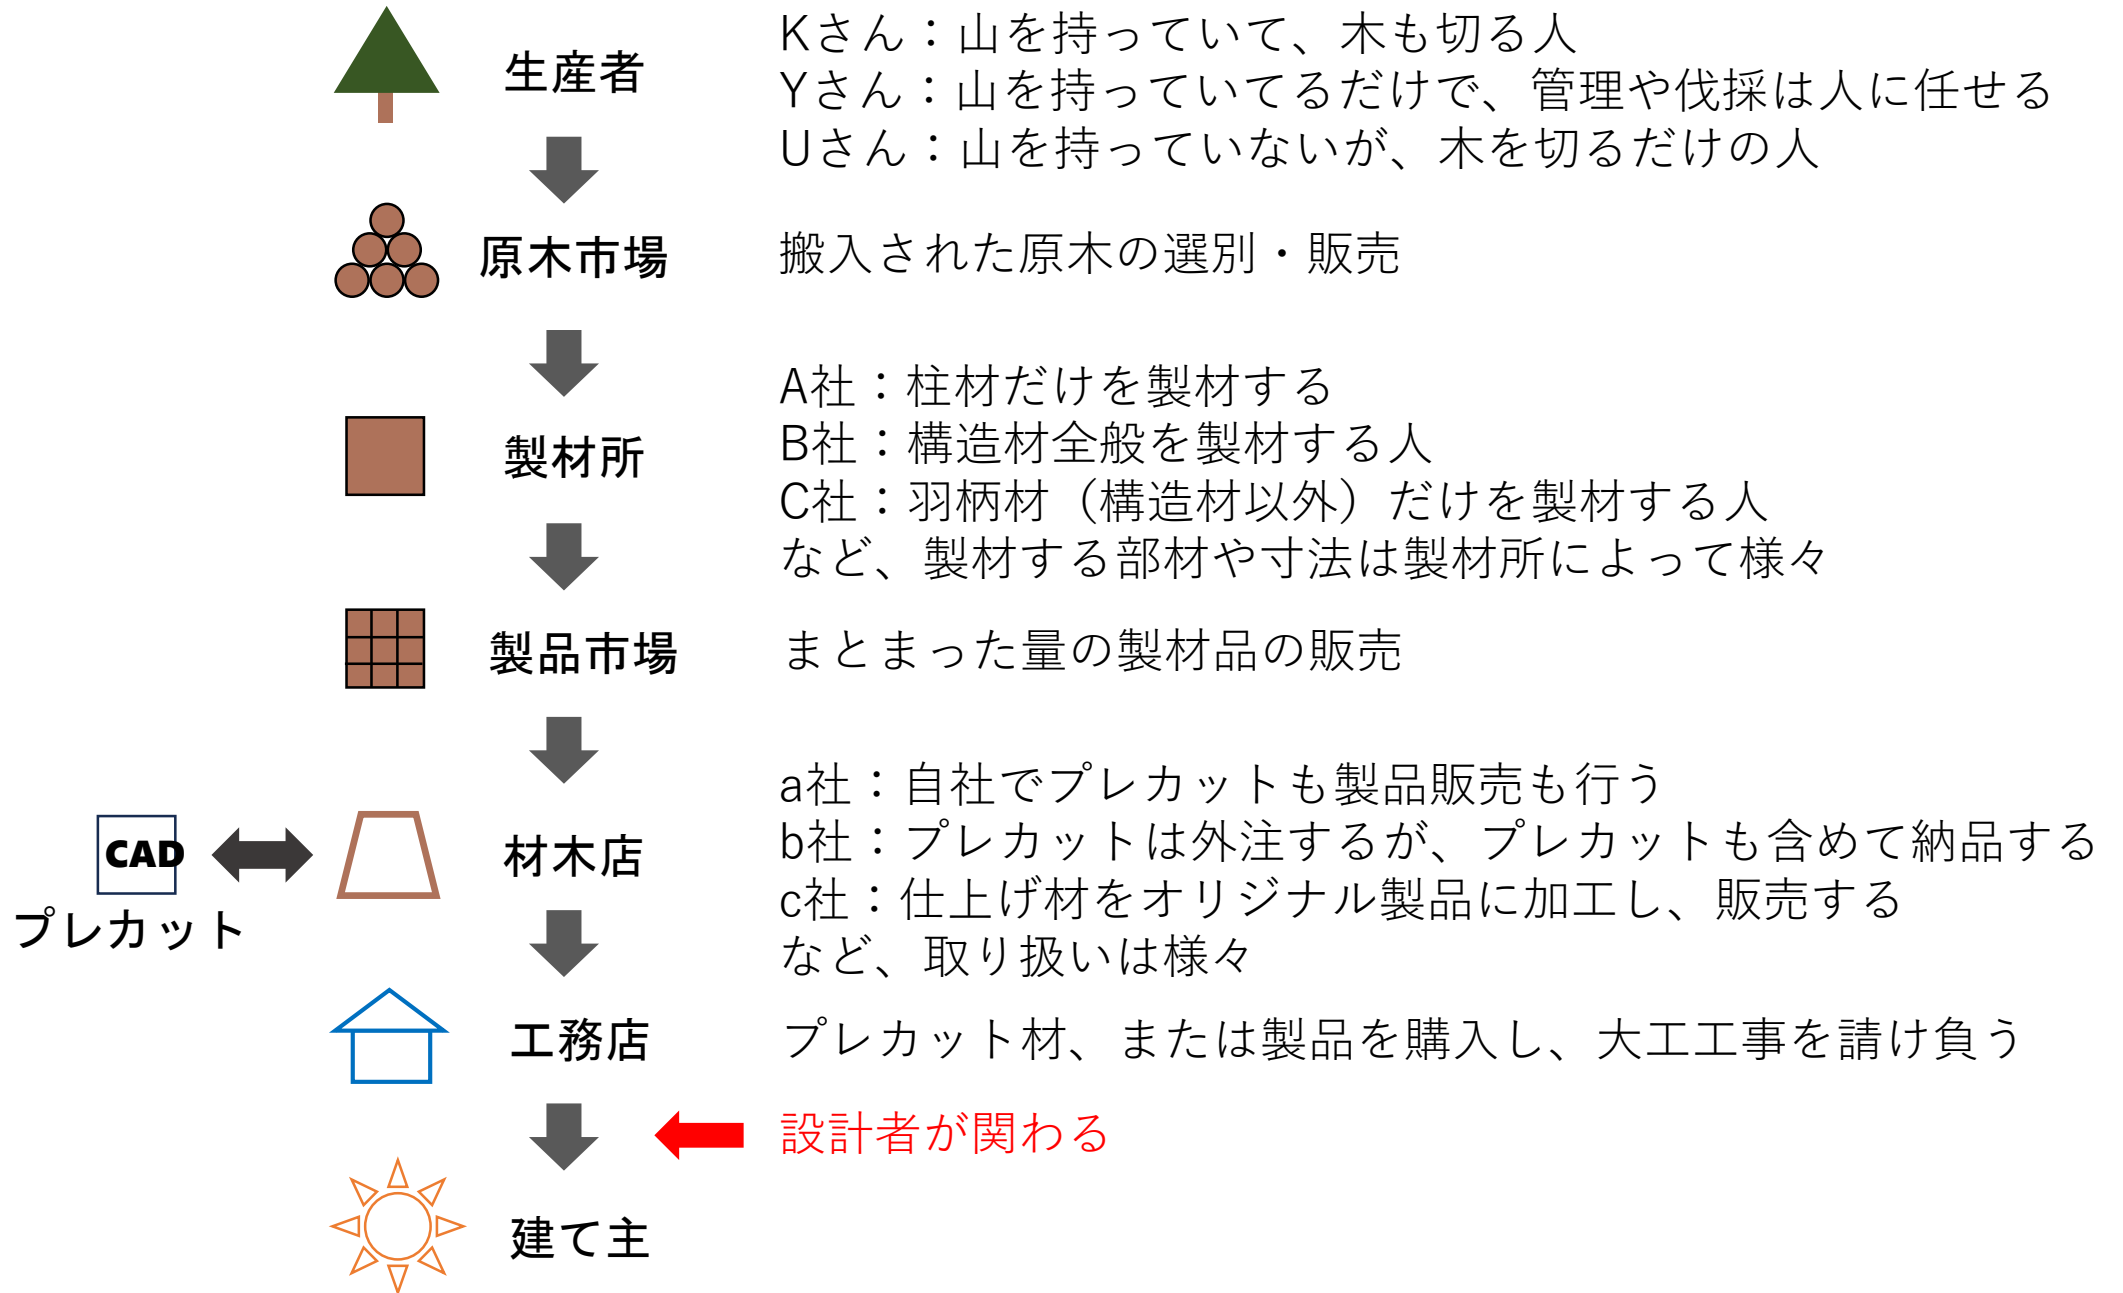 生産者
Kさん：山を持っていて、木も切る人
Yさん：山を持っていてるだけで、管理や伐採は人に任せる
Uさん：山を持っていないが、木を切るだけの人
原木市場
搬入された原木の選別・販売
製材所
A社：柱材だけを製材する
B社：構造材全般を製材する人
C社：羽柄材（構造材以外）だけを製材する人
など、製材する部材や寸法は製材所によって様々
製品市場
まとまった量の製材品の販売
CAD
プレカット
材木店
a社：自社でプレカットも製品販売も行う
b社：プレカットは外注するが、プレカットも含めて納品する
c社：仕上げ材をオリジナル製品に加工し、販売する
など、取り扱いは様々
工務店
プレカット材、または製品を購入し、大工工事を請け負う
設計者が関わる
建て主